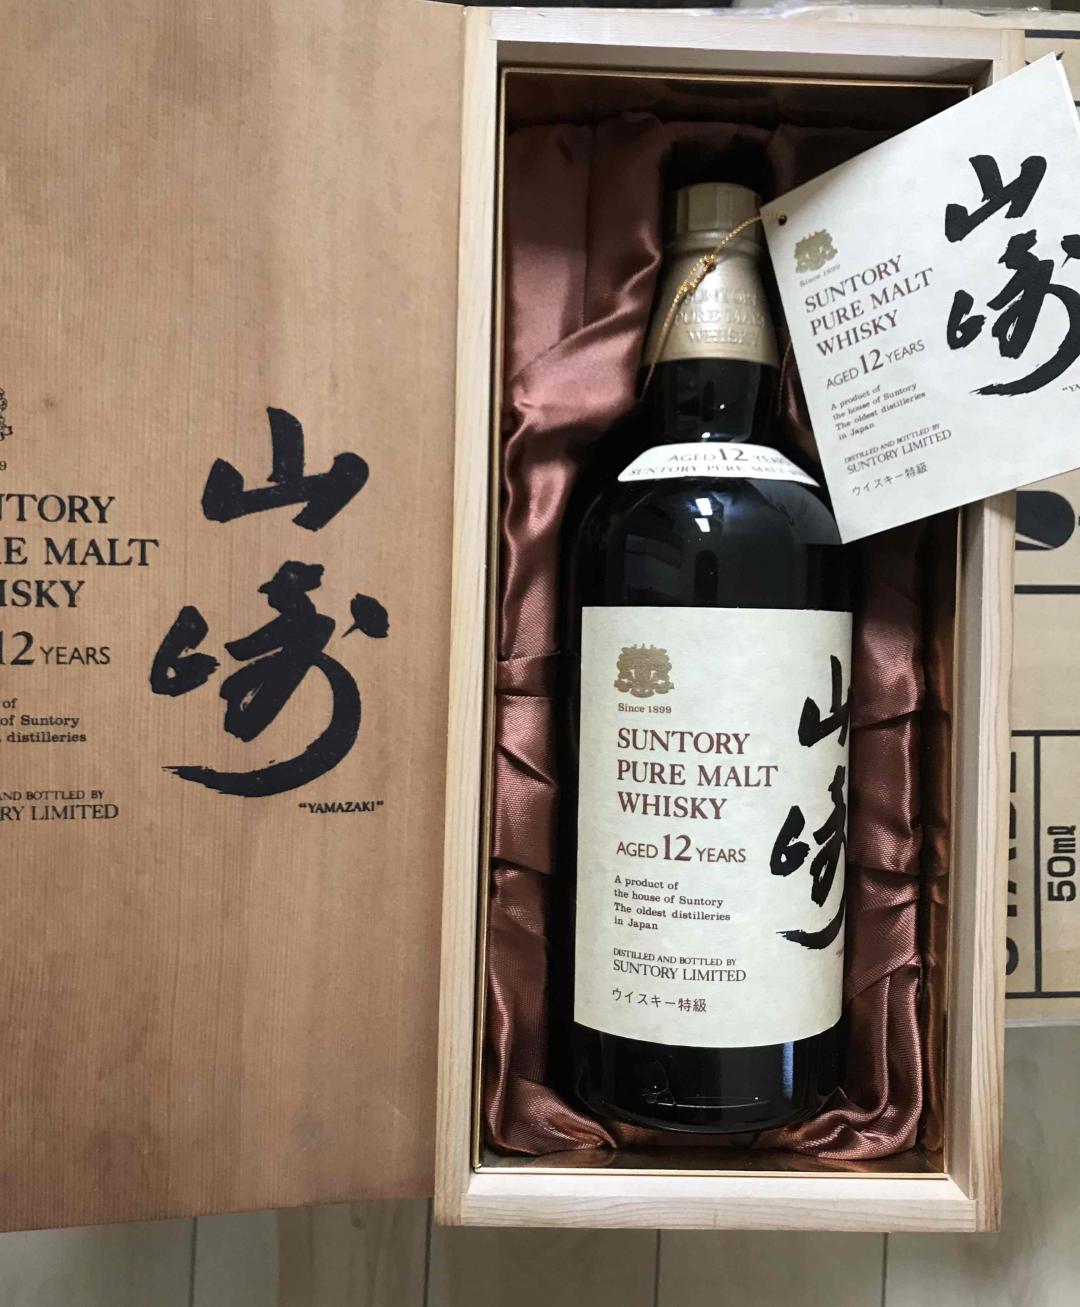 PURE MALT
12 YEARS
of Suntory
distilleries
SUNTORY LIMITED
山崎
"YAMAZAKI"
SUNTORY
PURE MALT
WHISKY
AGED 12 YEARS
SUNTORY PURE MALT
Since 1899
SUNTORY
PURE MALT
WHISKY
AGED 12 YEARS
A product of
the house of Suntory
The oldest distilleries
in Japan
DISTILLED AND BOTTLED BY
SUNTORY LIMITED
ウイスキー特級
山崎
Since 1899
SUNTORY
PURE MALT
WHISKY
AGED 12 YEARS
A product of
the house of Suntory
The oldest distilleries
in Japan
DISTILLED AND BOTTLED BY
SUNTORY LIMITED
ウイスキー特級
山崎
50ml